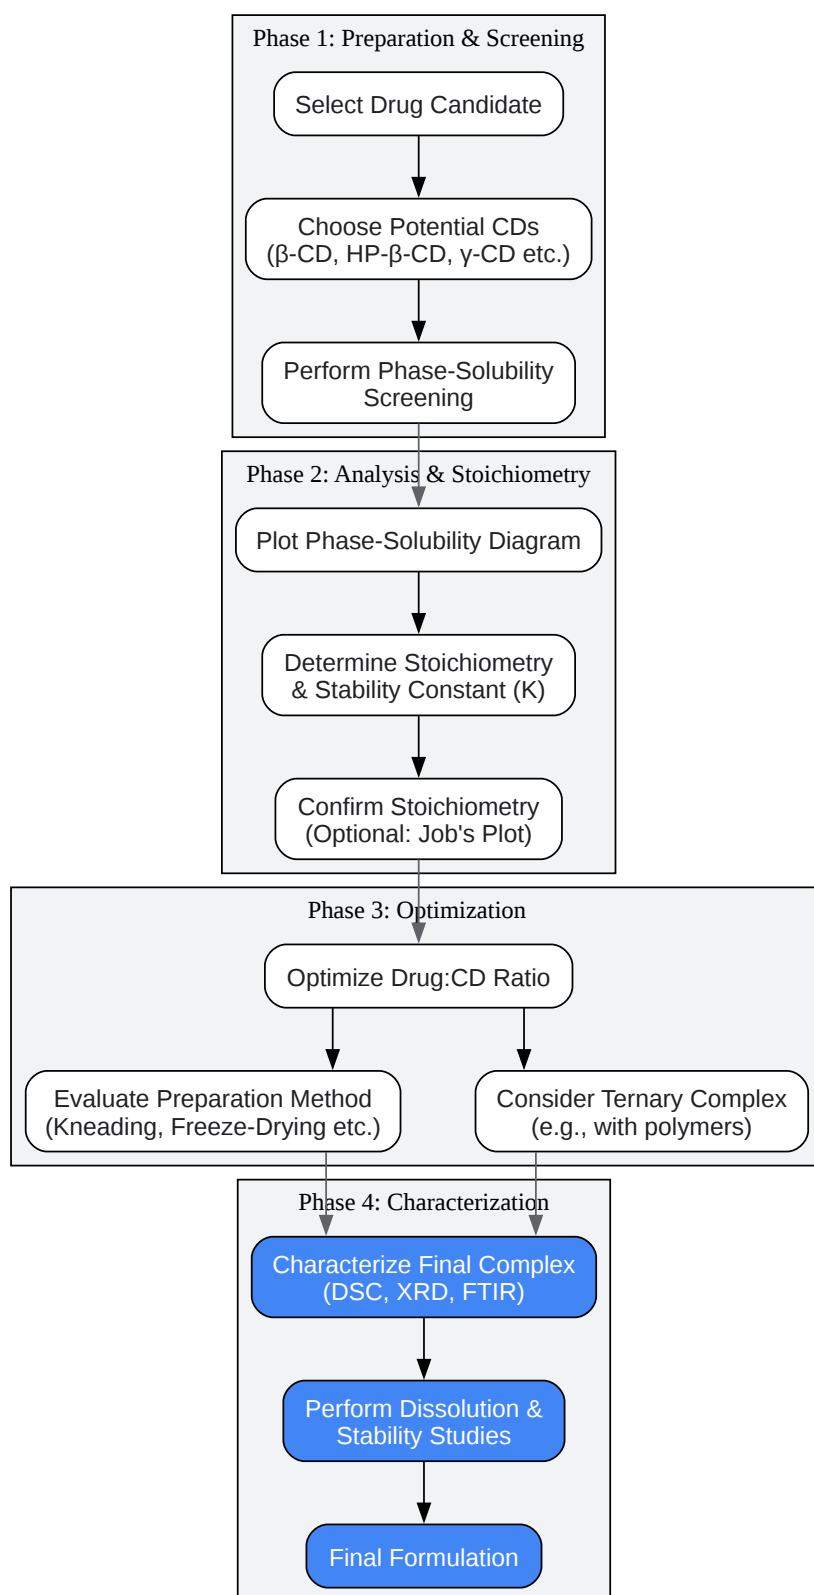 Phase 1: Preparation & Screening
Select Drug Candidate
Choose Potential CDs
(β-CD, HP-β-CD, γ-CD etc.)
Perform Phase-Solubility
Screening
Phase 2: Analysis & Stoichiometry
Plot Phase-Solubility Diagram
Determine Stoichiometry
& Stability Constant (K)
Confirm Stoichiometry
(Optional: Job's Plot)
Phase 3: Optimization
Optimize Drug:CD Ratio
Evaluate Preparation Method
(Kneading, Freeze-Drying etc.)
Consider Ternary Complex
(e.g., with polymers)
Phase 4: Characterization
Characterize Final Complex
(DSC, XRD, FTIR)
Perform Dissolution &
Stability Studies
Final Formulation